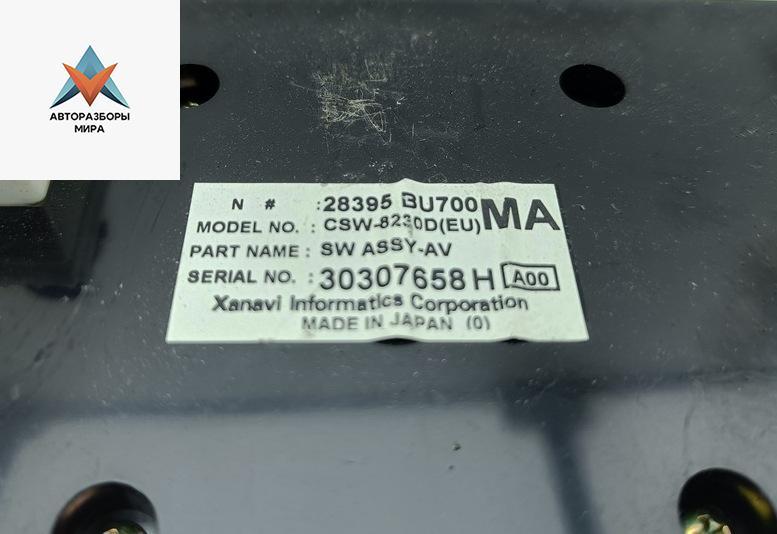 АВТОРАЗБОРЫ
МИРА
N # :28395 BU700 MA
MODEL NO. : CSW-8230D(EU)
PART NAME : SW ASSY-AV
SERIAL NO. : 30307658 H A00
Xanavi Informatics Corporation
MADE IN JAPAN (0)